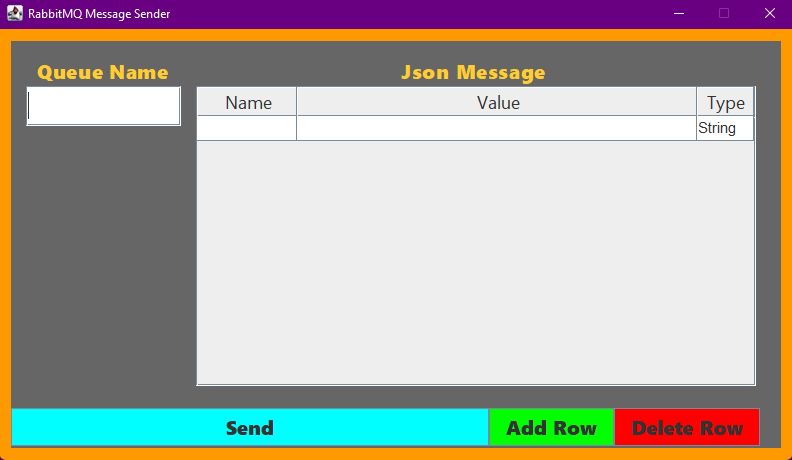 RabbitMQ Message Sender
Queue Name
Json Message
Name Value Type
String
Send Add Row Delete Row